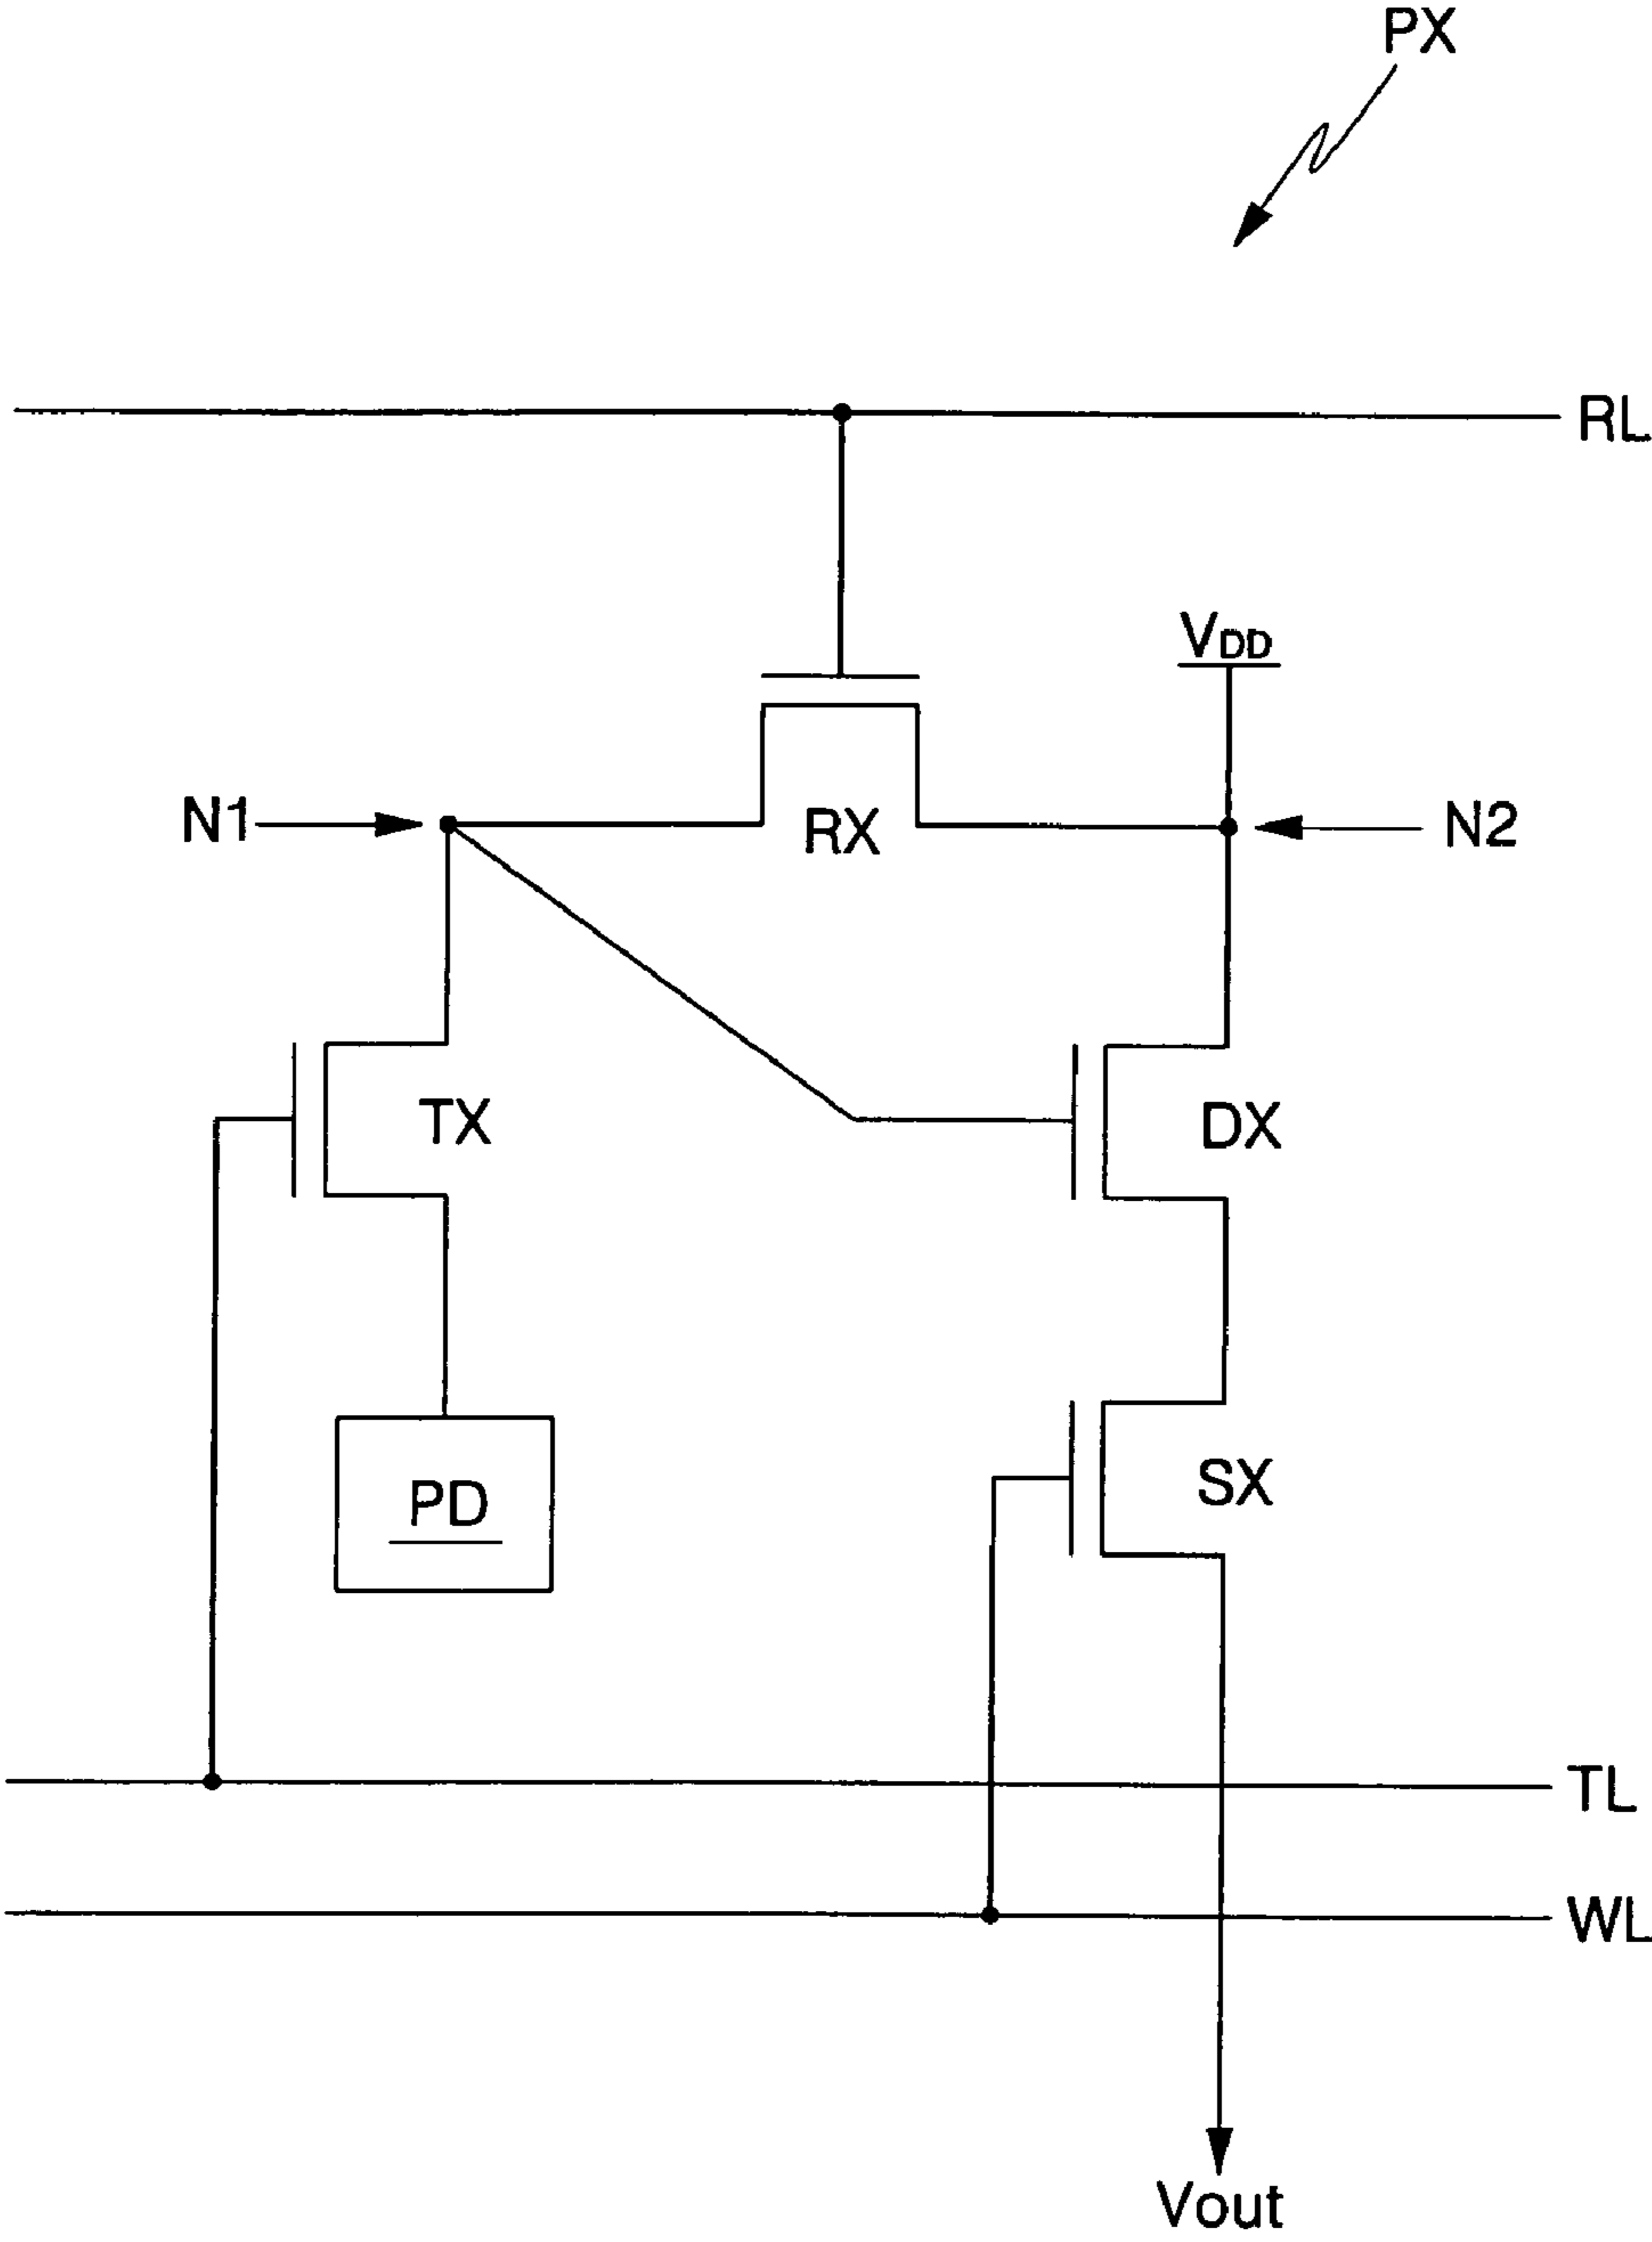 PX
RL
VDD
N1
RX
N2
TX
DX
PD
SX
TL
WL
Vout